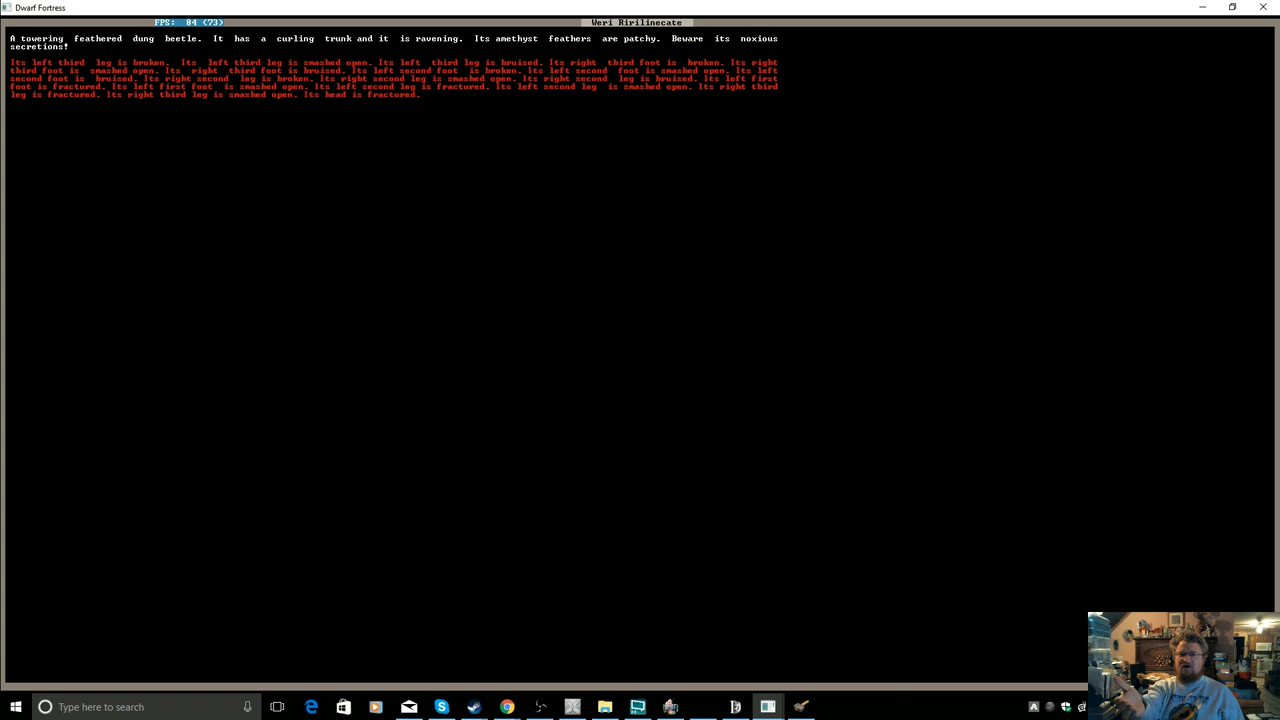 Dwarf Fortress
FPS: 84 (73)
Weri Kirilinecate
A towering feathered dung beetle. It has a curling trunk and it is ravening. Its amethyst feathers are patchy. Beware its noxious
secretions!
Its left third leg is broken. Its left third leg is smashed open. Its left third leg is bruised. Its right third foot is broken. Its right
third foot is smashed open. Its right third foot is bruised. Its left second foot is broken. Its left second foot is smashed open. Its left
second foot is bruised. Its right second leg is broken. Its right second leg is smashed open. Its right second leg is bruised. Its left first
foot is fractured. Its left first foot is smashed open. Its left second leg is fractured. Its left second leg is smashed open. Its right third
leg is fractured. Its right third leg is smashed open. Its head is fractured.
Type here to search